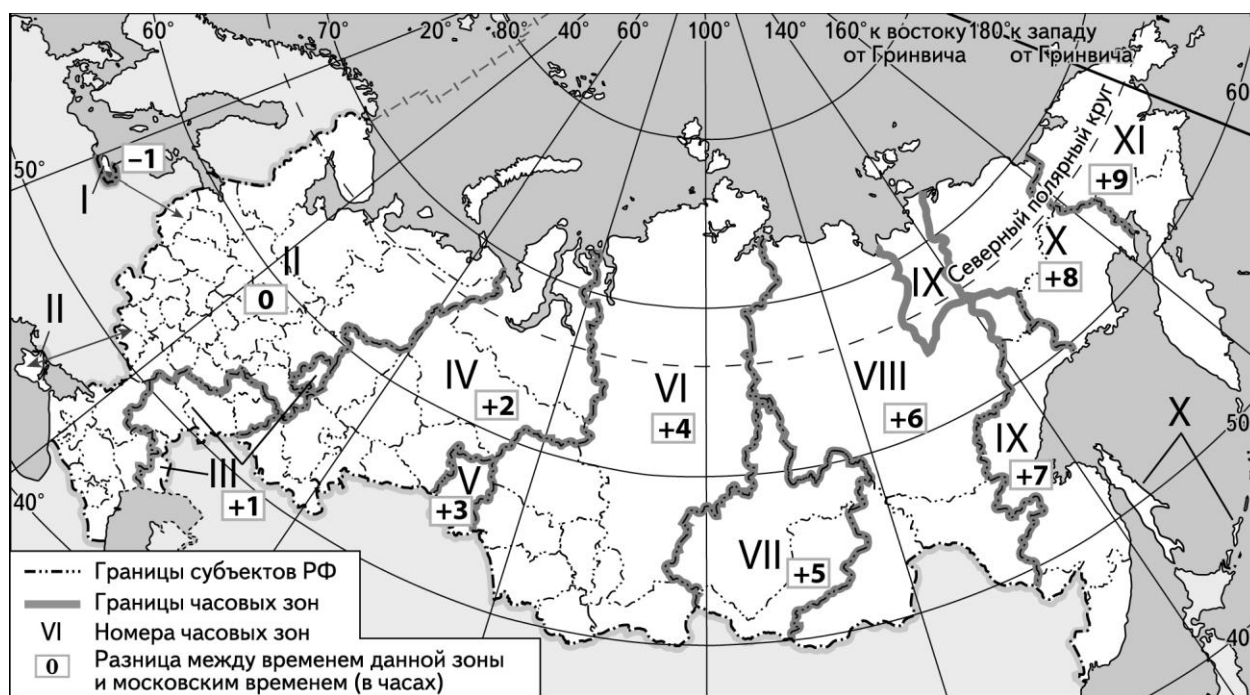 60° 70° 20° 80° 40° 100° 140° 160° к востоку 180° к западу
от Гринвича от Гринвича
60°
Северный полярный круг
XI
+9
50°
–1
I
II
0
X
+8
IX
II
IV
+2
VI
+4
VIII
+6
X
50°
IX
+7
III
+1
V
+3
40°
VII
+5
40°
Границы субъектов РФ
Границы часовых зон
VI Номера часовых зон
0 Разница между временем данной зоны
и московским временем (в часах)